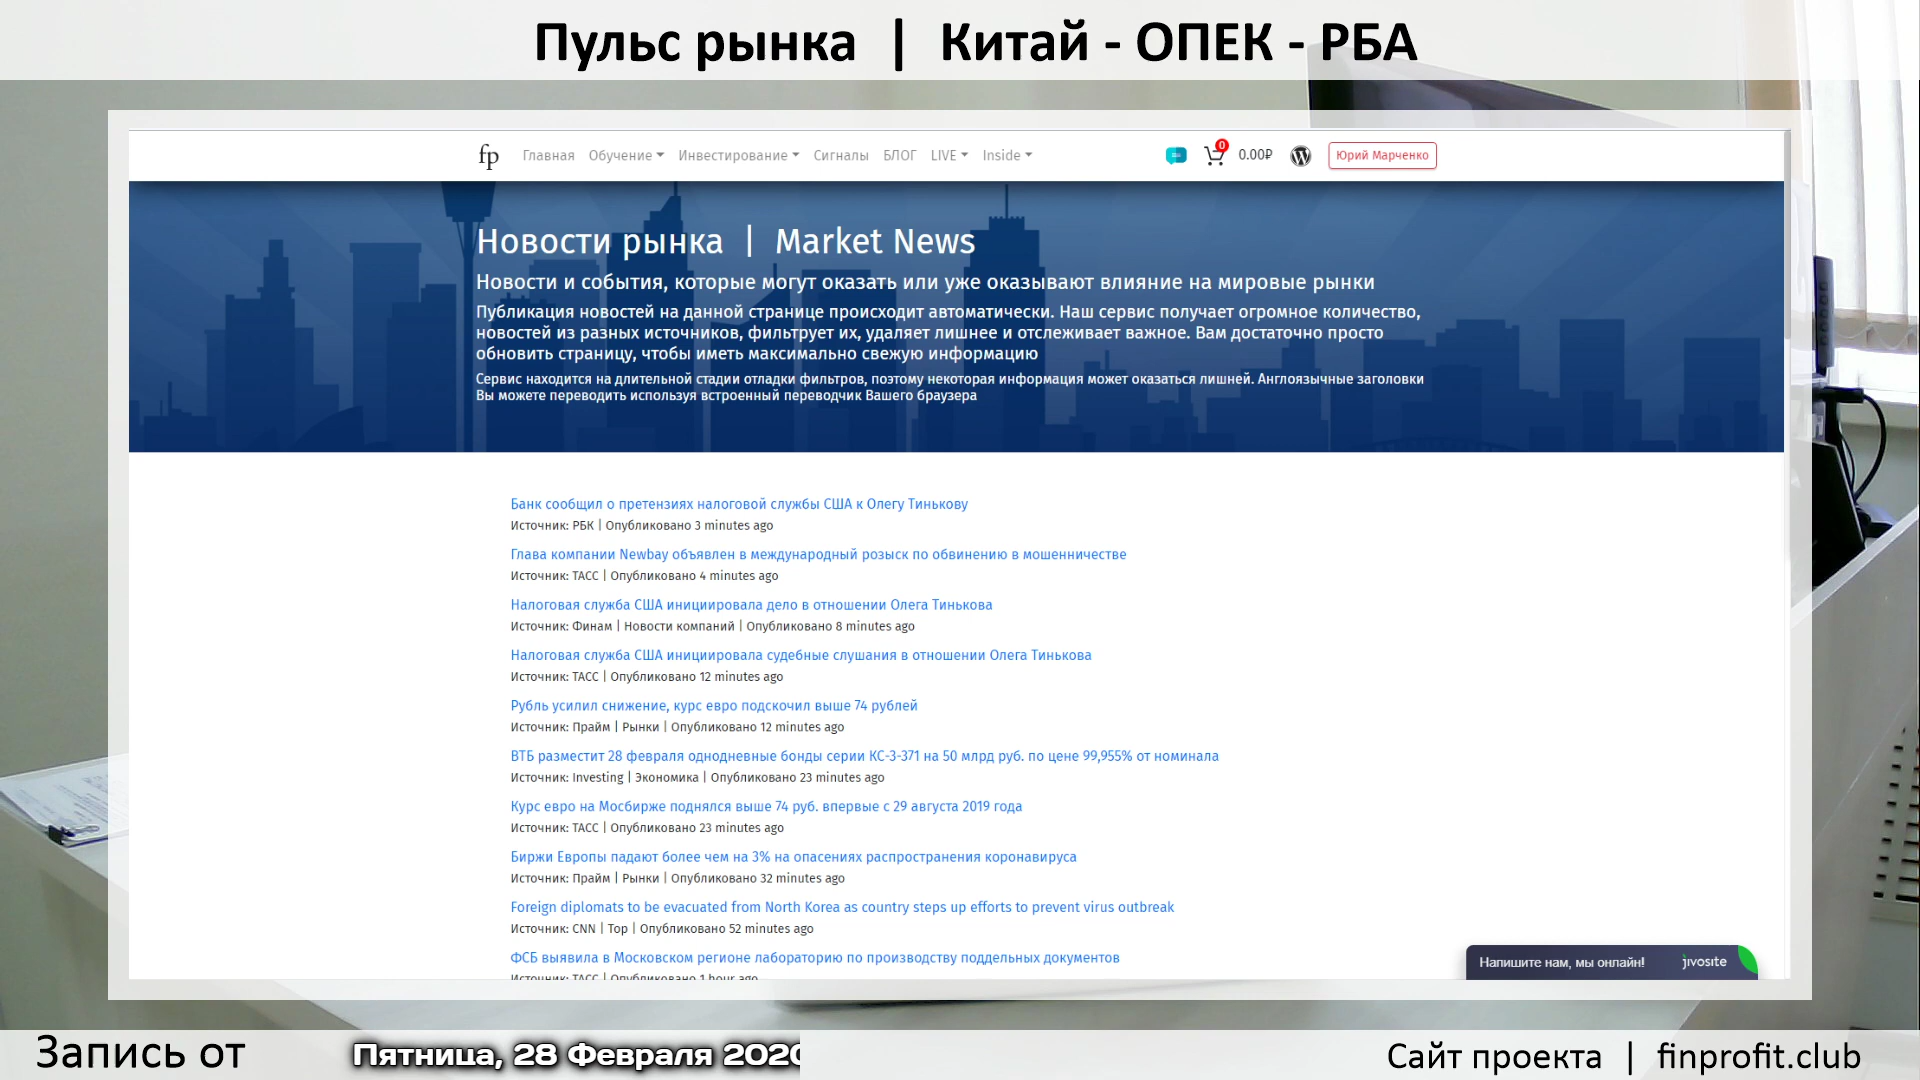 Пульс рынка | Китай - ОПЕК - РБА
fp Главная Обучение Инвестирование Сигналы БЛОГ LIVE Inside 0 0.00₽ Юрий Марченко
Новости рынка | Market News
Новости и события, которые могут оказать или уже оказывают влияние на мировые рынки
Публикация новостей на данной странице происходит автоматически. Наш сервис получает огромное количество,
новостей из разных источников, фильтрует их, удаляет лишнее и отслеживает важное. Вам достаточно просто
обновить страницу, чтобы иметь максимально свежую информацию
Сервис находится на длительной стадии отладки фильтров, поэтому некоторая информация может оказаться лишней. Англоязычные заголовки
Вы можете переводить используя встроенный переводчик Вашего браузера
Банк сообщил о претензиях налоговой службы США к Олегу Тинькову
Источник: РБК | Опубликовано 3 minutes ago
Глава компании Newbay объявлен в международный розыск по обвинению в мошенничестве
Источник: ТАСС | Опубликовано 4 minutes ago
Налоговая служба США инициировала дело в отношении Олега Тинькова
Источник: Финам | Новости компаний | Опубликовано 8 minutes ago
Налоговая служба США инициировала судебные слушания в отношении Олега Тинькова
Источник: ТАСС | Опубликовано 12 minutes ago
Рубль усилил снижение, курс евро подскочил выше 74 рублей
Источник: Прайм | Рынки | Опубликовано 12 minutes ago
ВТБ разместит 28 февраля однодневные бонды серии КС-3-371 на 50 млрд руб. по цене 99,955% от номинала
Источник: Investing | Экономика | Опубликовано 23 minutes ago
Курс евро на Мосбирже поднялся выше 74 руб. впервые с 29 августа 2019 года
Источник: ТАСС | Опубликовано 23 minutes ago
Биржи Европы падают более чем на 3% на опасениях распространения коронавируса
Источник: Прайм | Рынки | Опубликовано 32 minutes ago
Foreign diplomats to be evacuated from North Korea as country steps up efforts to prevent virus outbreak
Источник: CNN | Top | Опубликовано 52 minutes ago
ФСБ выявила в Московском регионе лабораторию по производству поддельных документов
Источник: ТАСС | Опубликовано 1 hour ago
Напишите нам, мы онлайн! jivosite
Запись от Пятница, 28 Февраля 2020 Сайт проекта | finprofit.club